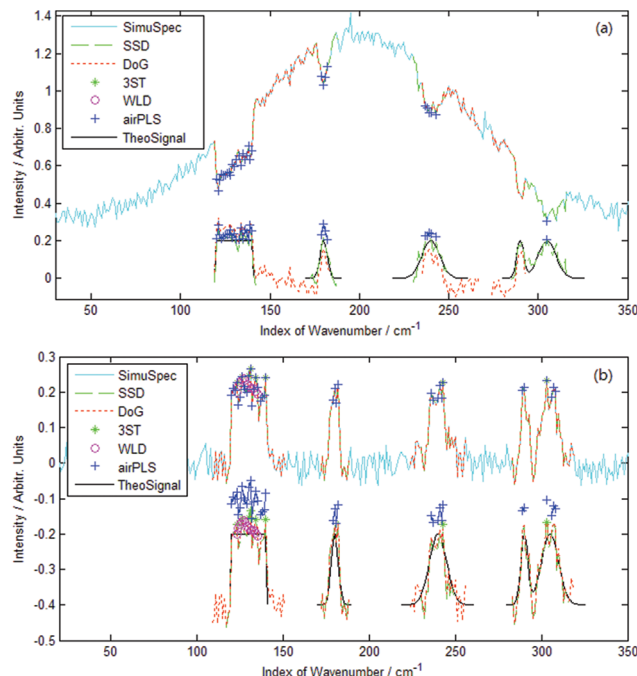 (a)
SimuSpec
SSD
DoG
3ST
WLD
airPLS
TheoSignal
Intensity / Arbitr. Units
1.4
1.2
1
0.8
0.6
0.4
0.2
0
50 100 150 200 250 300 350
Index of Wavenumber / cm-1
(b)
SimuSpec
SSD
DoG
3ST
WLD
airPLS
TheoSignal
Intensity / Arbitr. Units
0.3
0.2
0.1
0
-0.1
-0.2
-0.3
-0.4
-0.5
50 100 150 200 250 300 350
Index of Wavenumber / cm-1